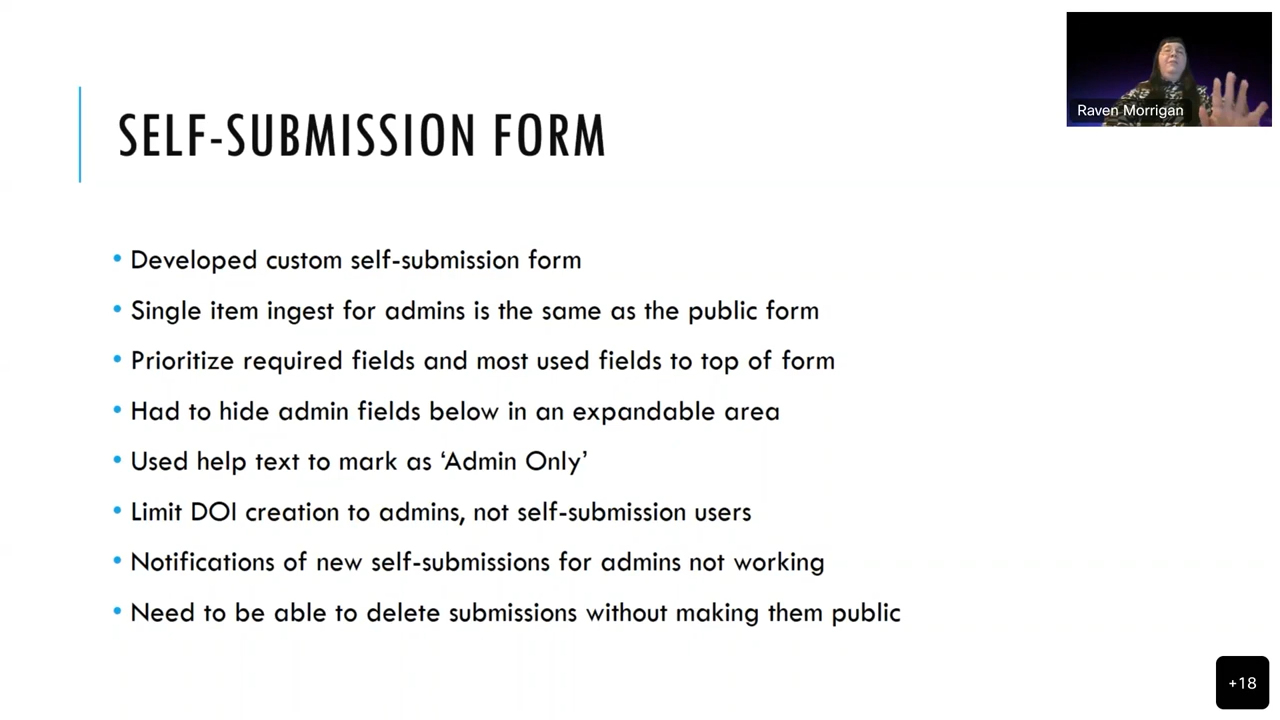 Raven Morrigan
SELF-SUBMISSION FORM
• Developed custom self-submission form
• Single item ingest for admins is the same as the public form
• Prioritize required fields and most used fields to top of form
• Had to hide admin fields below in an expandable area
• Used help text to mark as ‘Admin Only’
• Limit DOI creation to admins, not self-submission users
• Notifications of new self-submissions for admins not working
• Need to be able to delete submissions without making them public
+18